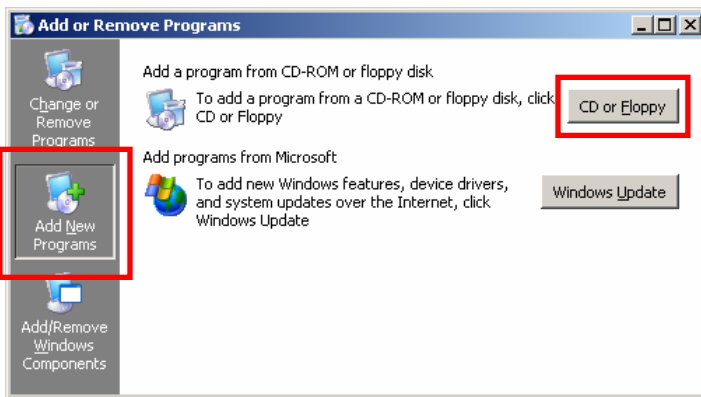 Add or Remove Programs
Change or
Remove
Programs
Add New
Programs
Add/Remove
Windows
Components
Add a program from CD-ROM or floppy disk
To add a program from a CD-ROM or floppy disk, click
CD or Floppy
CD or Floppy
Add programs from Microsoft
To add new Windows features, device drivers,
and system updates over the Internet, click
Windows Update
Windows Update